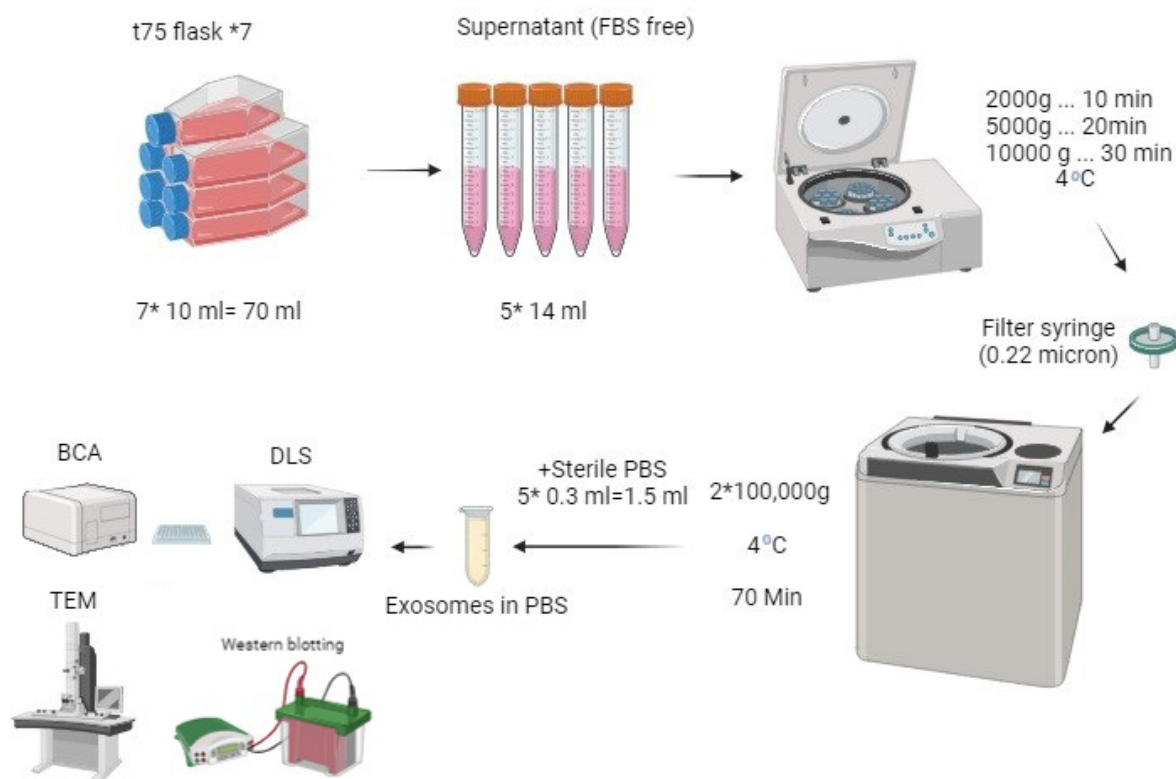 t75 flask *7
Supernatant (FBS free)
7* 10 ml= 70 ml
5* 14 ml
2000g ... 10 min
5000g ... 20min
10000 g ... 30 min
4 ⁰C
Filter syringe
(0.22 micron)
2*100,000g
4 ⁰C
70 Min
+Sterile PBS
5* 0.3 ml=1.5 ml
Exosomes in PBS
DLS
BCA
TEM
Western blotting